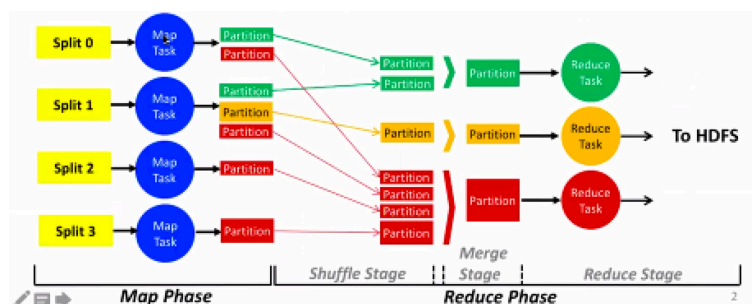 Split 0
Map
Task
Partition
Partition
Split 1
Map
Task
Partition
Partition
Partition
Split 2
Map
Task
Partition
Split 3
Map
Task
Partition
Partition
Partition
Partition
Partition
Partition
Partition
Partition
Partition
Partition
Partition
Reduce
Task
Reduce
Task
Reduce
Task
To HDFS
Shuffle Stage
Merge
Stage
Reduce Stage
Map Phase
Reduce Phase
2